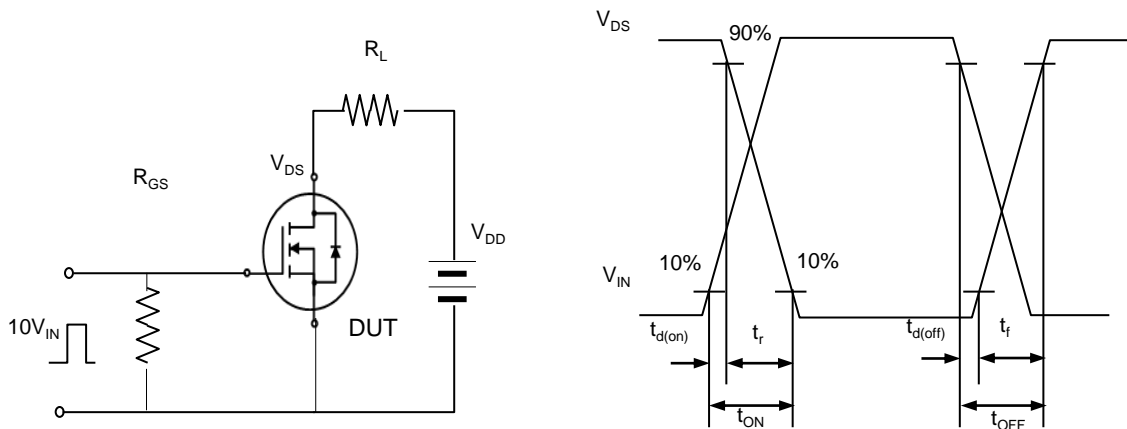 R_L
V_DS
R_GS
V_DD
10V_IN
DUT
V_DS
90%
10%
10%
V_IN
t_d(on)
t_r
t_d(off)
t_f
t_ON
t_OFF